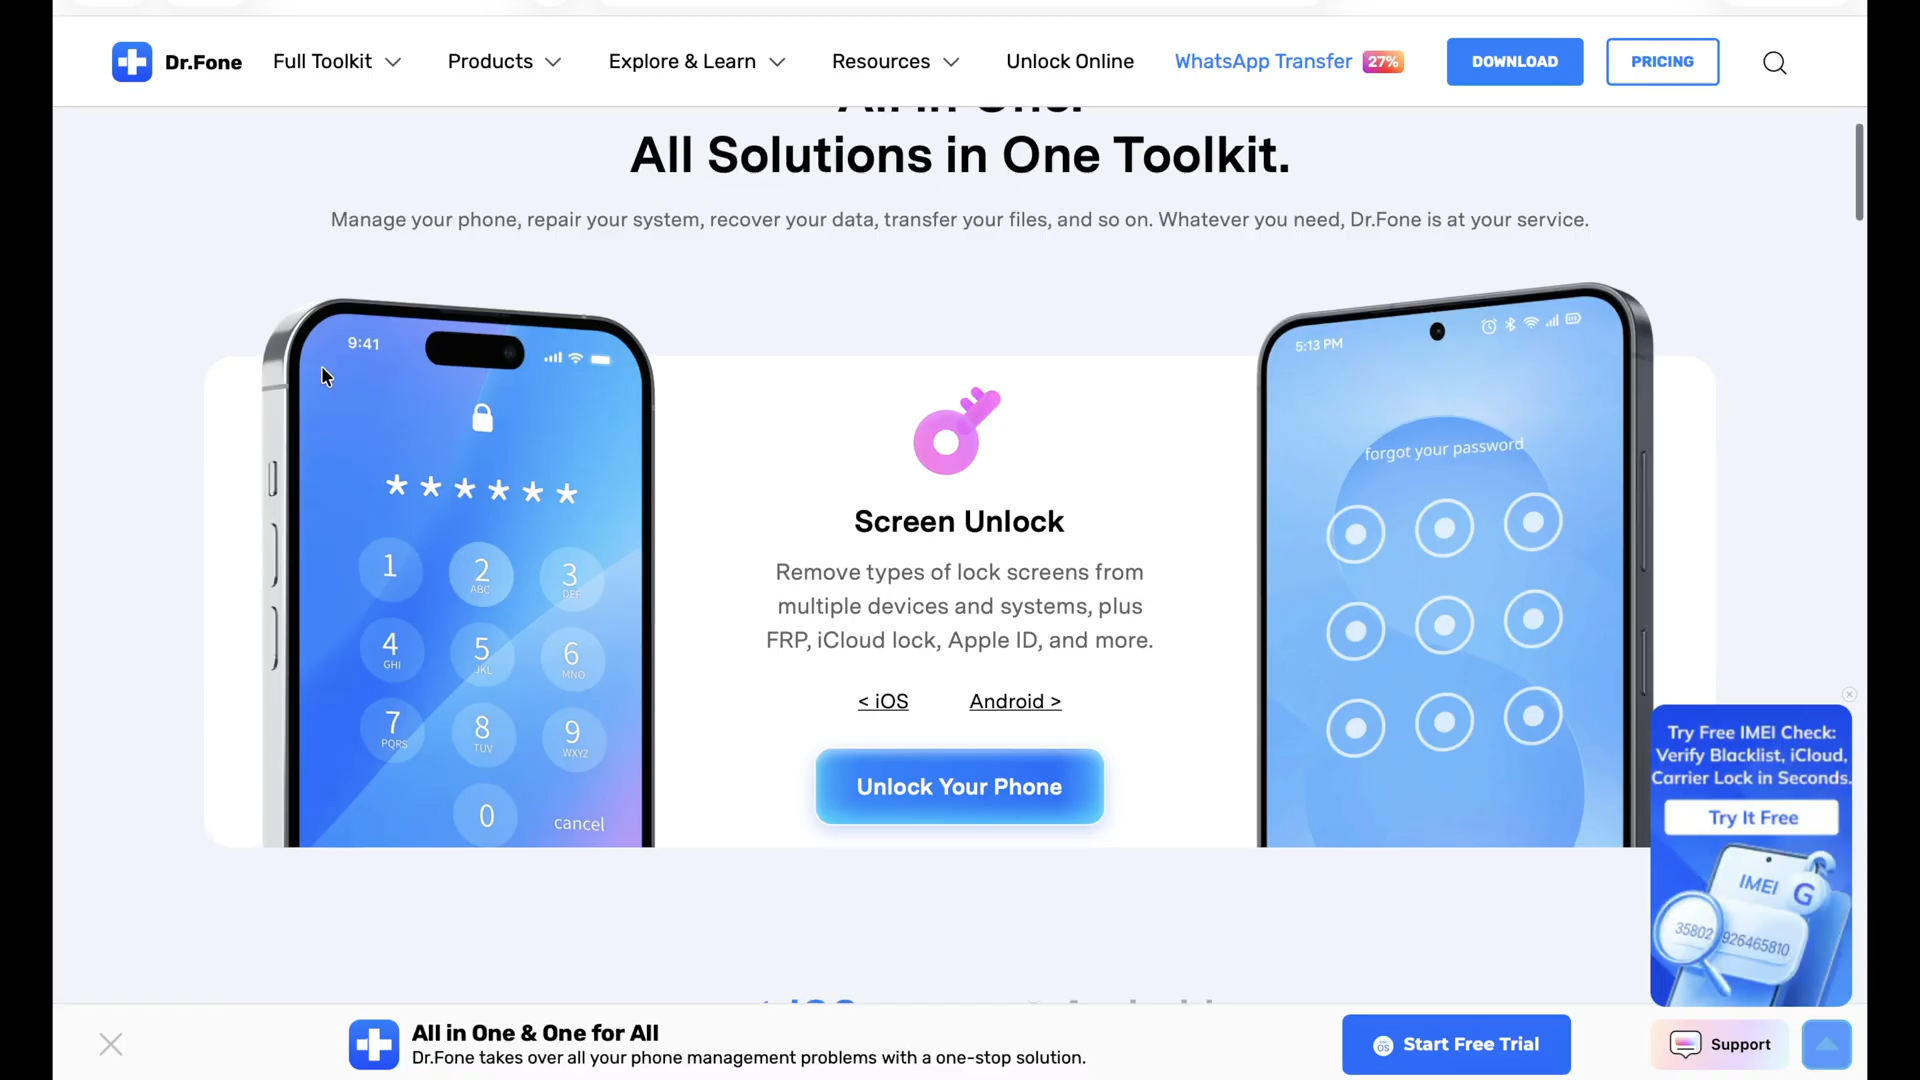 Dr.Fone
Full Toolkit
Products
Explore & Learn
Resources
Unlock Online
WhatsApp Transfer 27%
DOWNLOAD
PRICING
All in One.
All Solutions in One Toolkit.
Manage your phone, repair your system, recover your data, transfer your files, and so on. Whatever you need, Dr.Fone is at your service.
9:41
* * * * * *
1
2 ABC
3 DEF
4 GHI
5 JKL
6 MNO
7 PQRS
8 TUV
9 WXYZ
0
cancel
Screen Unlock
Remove types of lock screens from
multiple devices and systems, plus
FRP, iCloud lock, Apple ID, and more.
< iOS
Android >
Unlock Your Phone
5:13 PM
forgot your password
Try Free IMEI Check:
Verify Blacklist, iCloud,
Carrier Lock in Seconds.
Try It Free
IMEI G
35802 926465810
iOS
Android
All in One & One for All
Dr.Fone takes over all your phone management problems with a one-stop solution.
Start Free Trial
Support